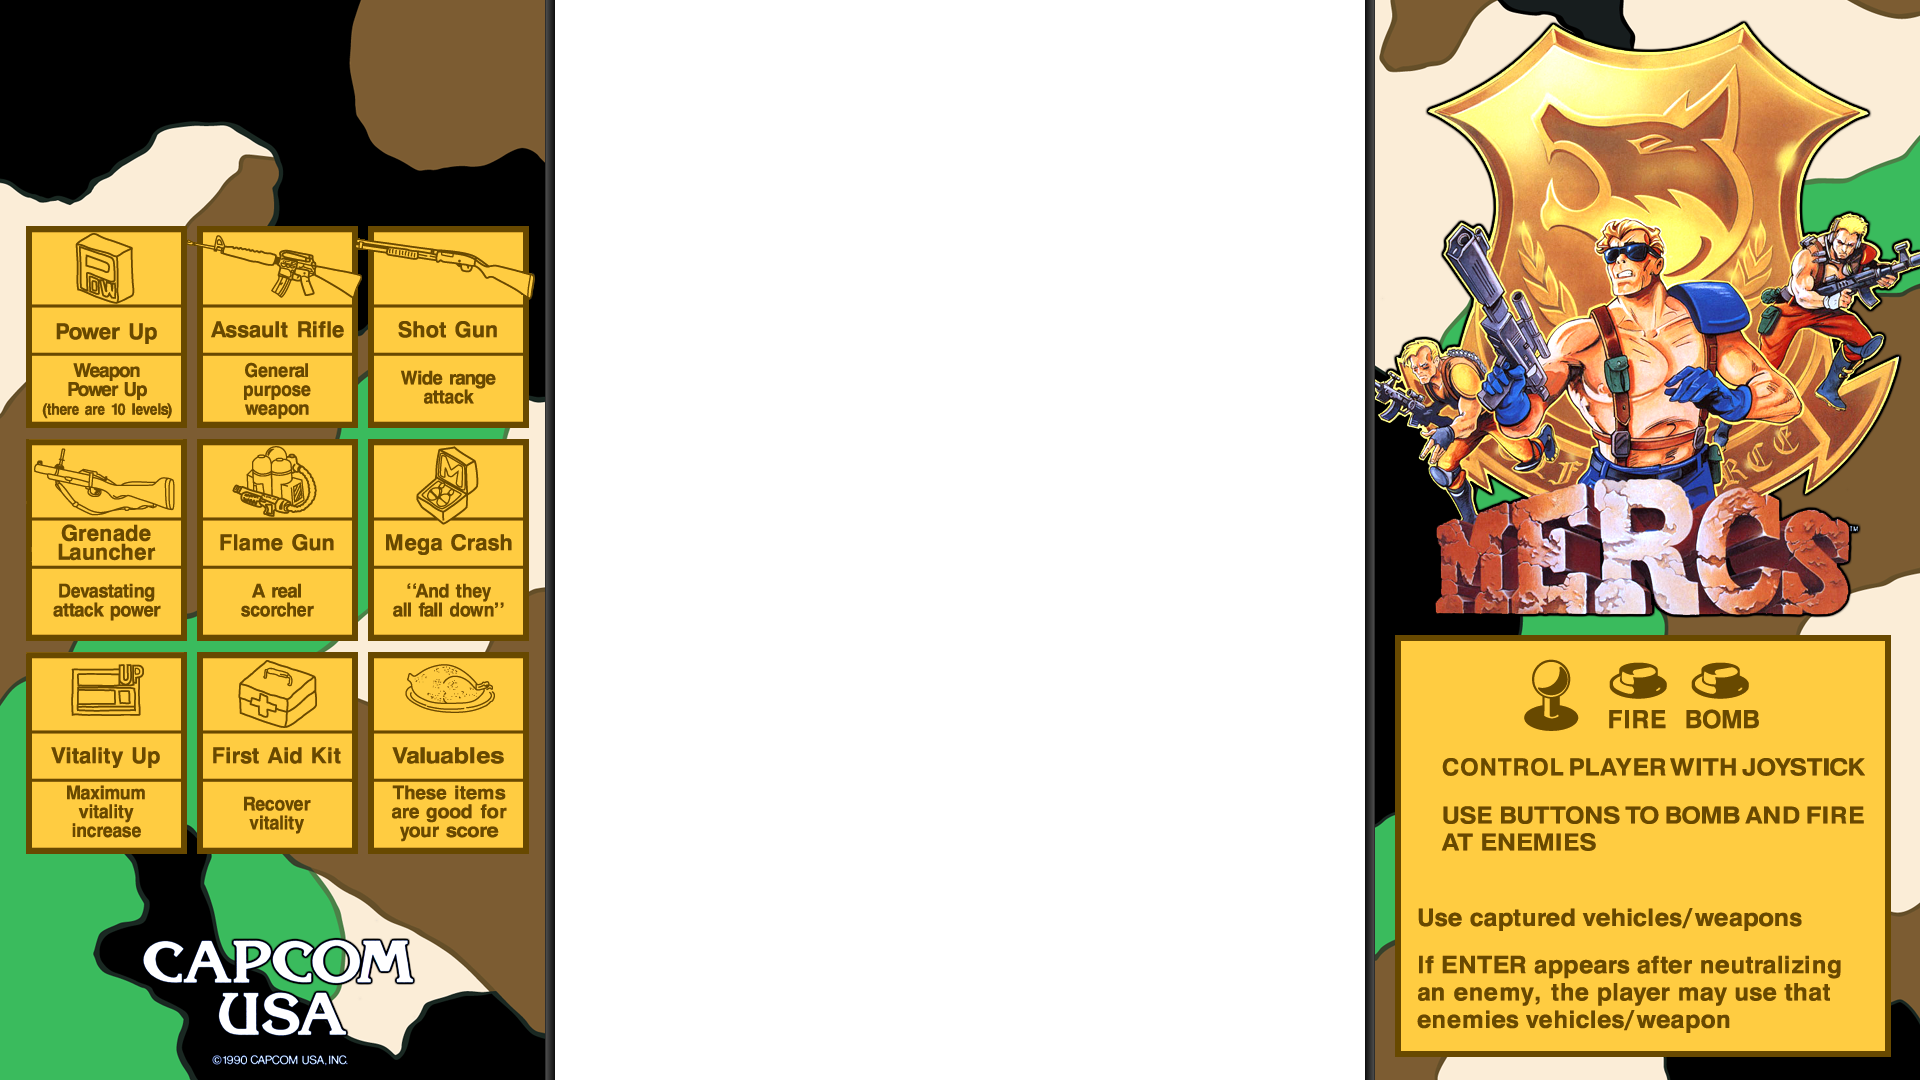 POW
Power Up
Weapon
Power Up
(there are 10 levels)
Assault Rifle
General
purpose
weapon
Shot Gun
Wide range
attack
Grenade
Launcher
Devastating
attack power
Flame Gun
A real
scorcher
M
Mega Crash
‘‘And they
all fall down’’
UP
Vitality Up
Maximum
vitality
increase
First Aid Kit
Recover
vitality
Valuables
These items
are good for
your score
CAPCOM
USA
©1990 CAPCOM USA, INC.
F
RCE
MERCS™
FIRE BOMB
CONTROL PLAYER WITH JOYSTICK
USE BUTTONS TO BOMB AND FIRE
AT ENEMIES
Use captured vehicles/weapons
If ENTER appears after neutralizing
an enemy, the player may use that
enemies vehicles/weapon